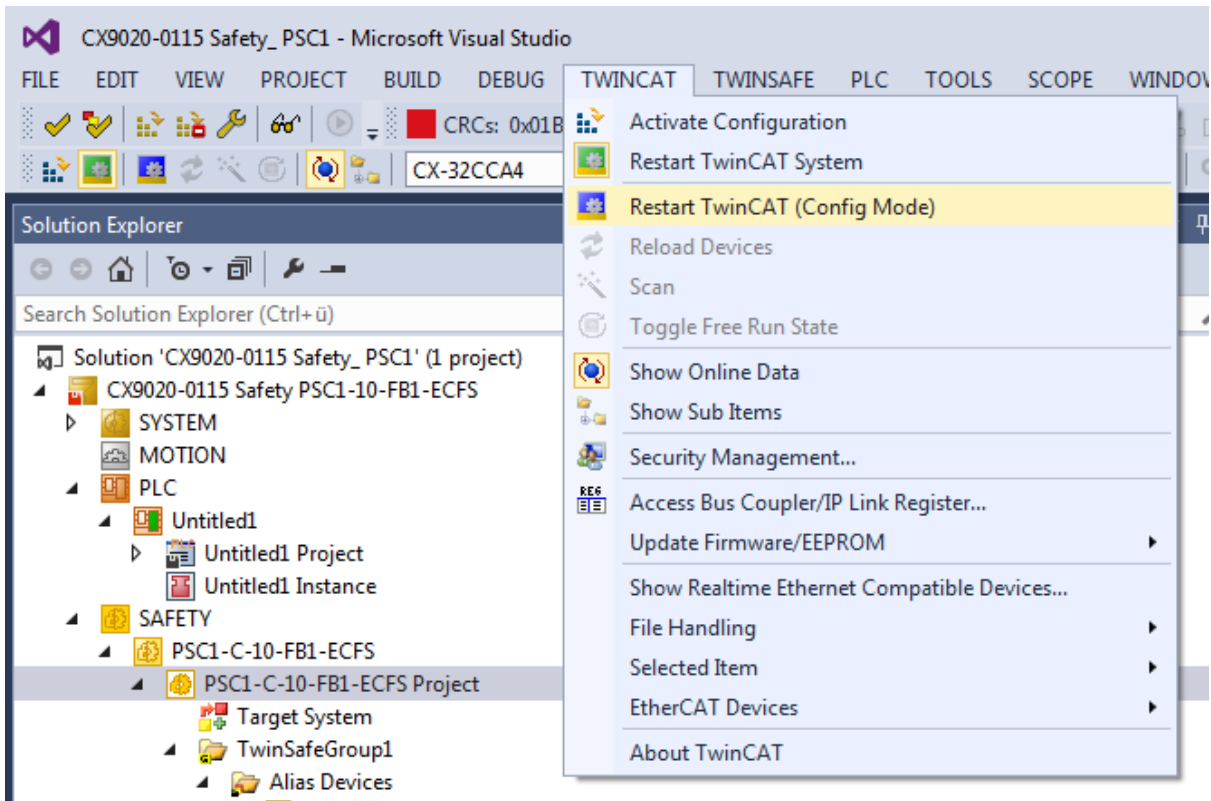 CX9020-0115 Safety_ PSC1 - Microsoft Visual Studio
FILE EDIT VIEW PROJECT BUILD DEBUG TWINCAT TWINSAFE PLC TOOLS SCOPE WINDOW
CRCs: 0x01B
CX-32CCA4
Activate Configuration
Restart TwinCAT System
Restart TwinCAT (Config Mode)
Reload Devices
Scan
Toggle Free Run State
Show Online Data
Show Sub Items
Security Management...
REG
Access Bus Coupler/IP Link Register...
Update Firmware/EEPROM
Show Realtime Ethernet Compatible Devices...
File Handling
Selected Item
EtherCAT Devices
About TwinCAT
Solution Explorer
Search Solution Explorer (Ctrl+ü)
Solution 'CX9020-0115 Safety_ PSC1' (1 project)
CX9020-0115 Safety PSC1-10-FB1-ECFS
SYSTEM
MOTION
PLC
Untitled1
Untitled1 Project
Untitled1 Instance
SAFETY
PSC1-C-10-FB1-ECFS
PSC1-C-10-FB1-ECFS Project
Target System
TwinSafeGroup1
Alias Devices